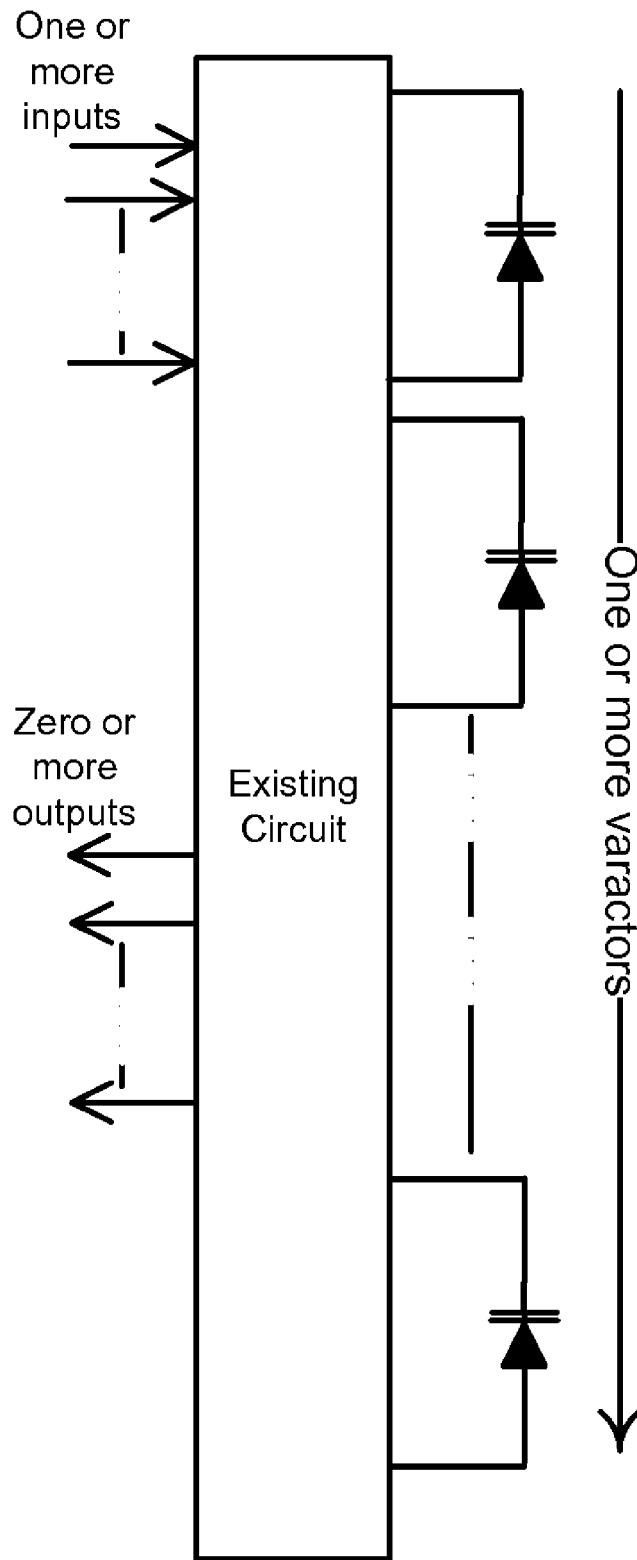 One or
more
inputs
Zero or
more
outputs
Existing
Circuit
One or more varactors